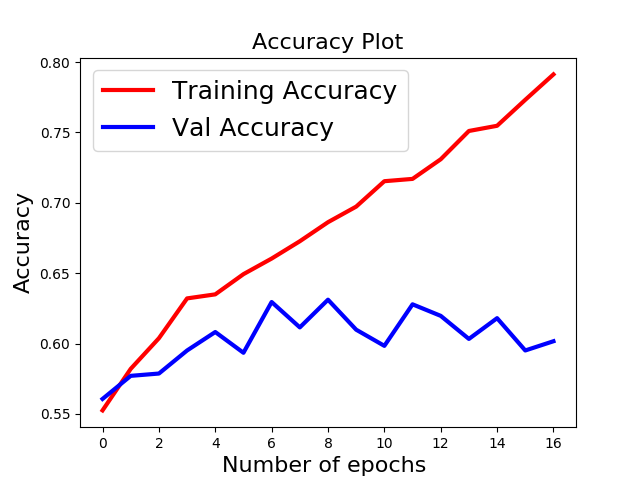 Accuracy Plot
0.80
0.75
0.70
0.65
0.60
0.55
Accuracy
Training Accuracy
Val Accuracy
0 2 4 6 8 10 12 14 16
Number of epochs